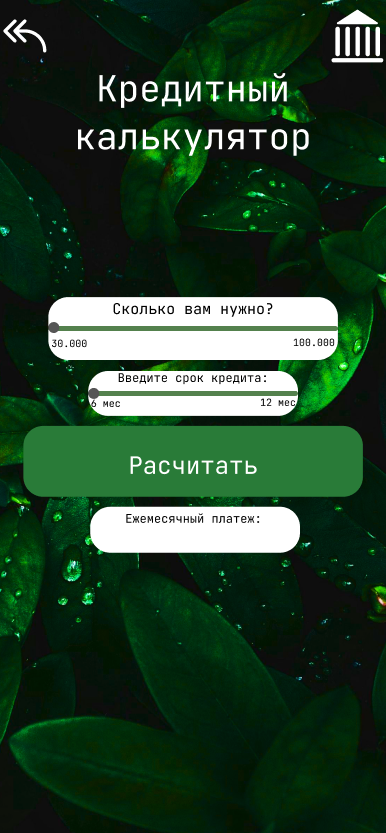 Кредитный
калькулятор
Сколько вам нужно?
30.000 100.000
Введите срок кредита:
6 мес 12 мес
Расчитать
Ежемесячный платеж: